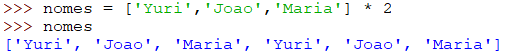 >>> nomes = ['Yuri','Joao','Maria'] * 2
>>> nomes
['Yuri', 'Joao', 'Maria', 'Yuri', 'Joao', 'Maria']